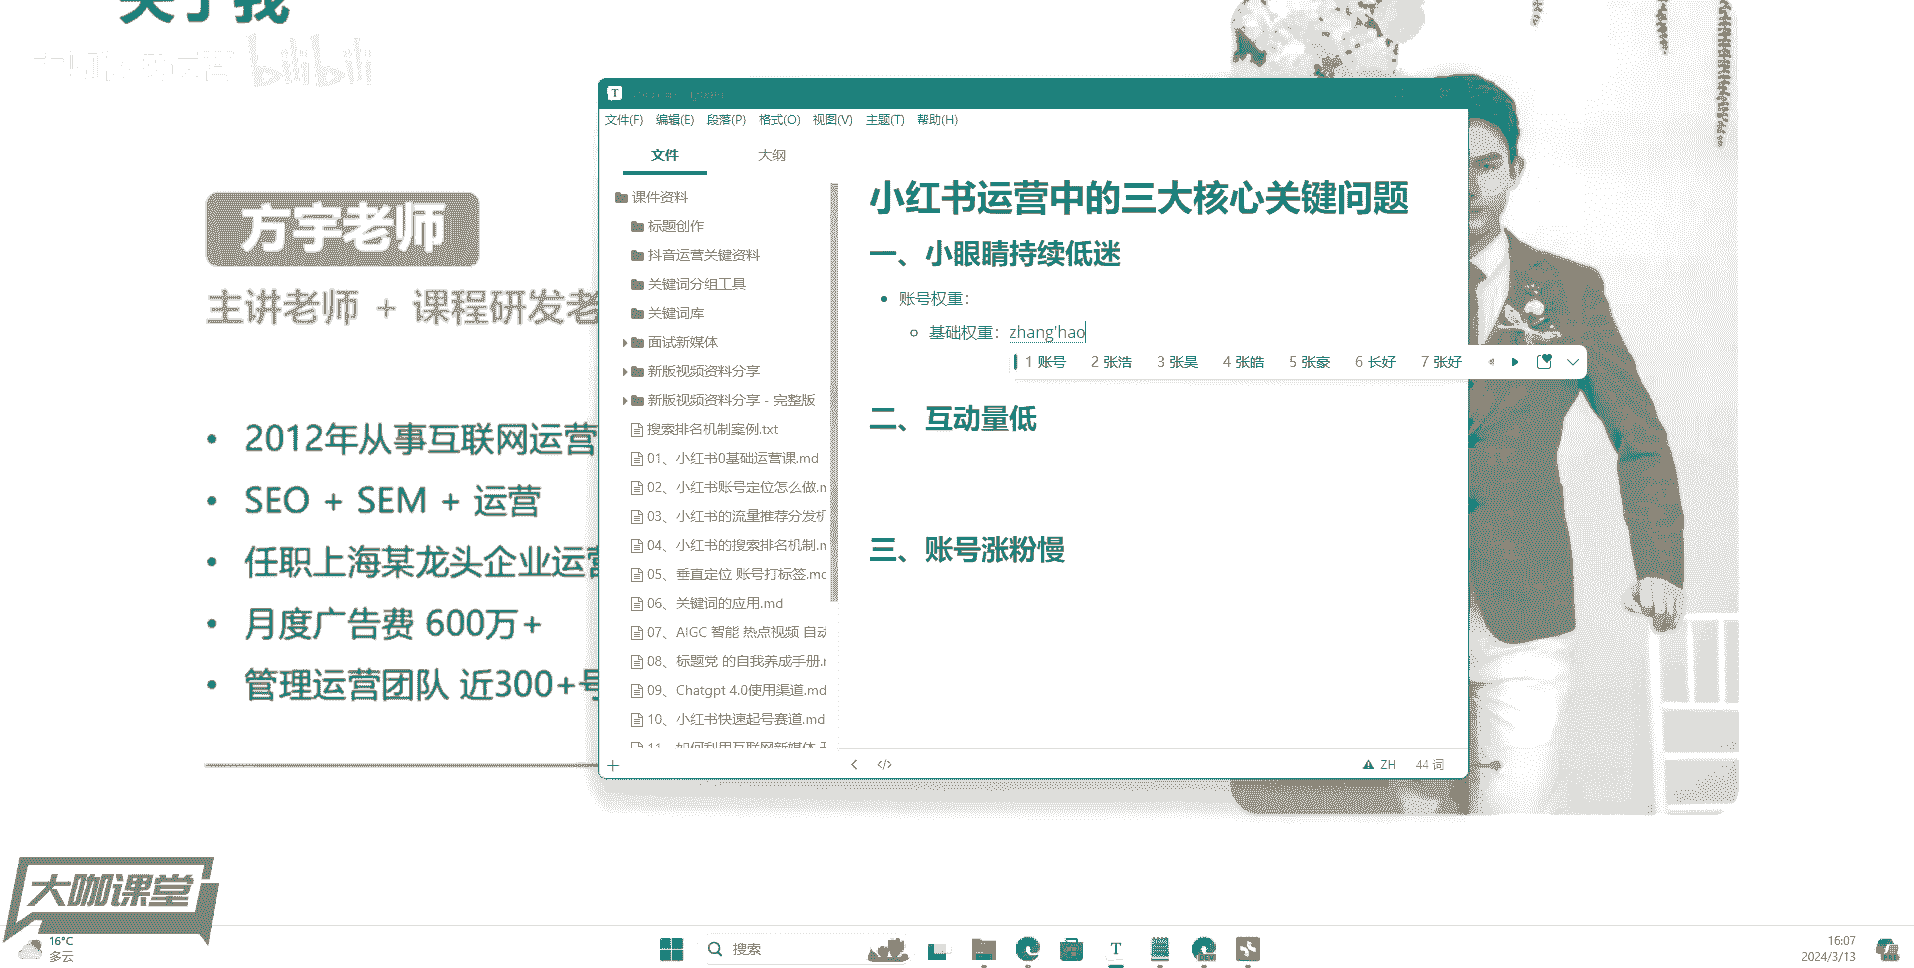 关于我
bilibili
方宇老师
主讲老师 + 课程研发老
2012年从事互联网运营
SEO + SEM + 运营
任职上海某龙头企业运营
月度广告费 600万+
管理运营团队 近300+号
文件(F) 编辑(E) 段落(P) 格式(O) 视图(V) 主题(T) 帮助(H)
文件 大纲
课件资料
标题创作
抖音运营关键资料
关键词分组工具
关键词库
面试新媒体
新版视频资料分享
新版视频资料分享 - 完整版
搜索排名机制案例.txt
01、小红书0基础运营课.md
02、小红书账号定位怎么做.m
03、小红书的流量推荐分发机
04、小红书的搜索排名机制.m
05、垂直定位 账号打标签.md
06、关键词的应用.md
07、AIGC 智能 热点视频 自动
08、标题党 的自我养成手册.m
09、Chatgpt 4.0使用渠道.md
10、小红书快速起号赛道.md
11、如何利用互联网新媒体
小红书运营中的三大核心关键问题
一、小眼睛持续低迷
账号权重：
基础权重：zhang'hao
1 账号 2 张浩 3 张昊 4 张皓 5 张豪 6 长好 7 张好
二、互动量低
三、账号涨粉慢
ZH 44 词
大咖课堂
16°C
多云
搜索
16:07
2024/3/13